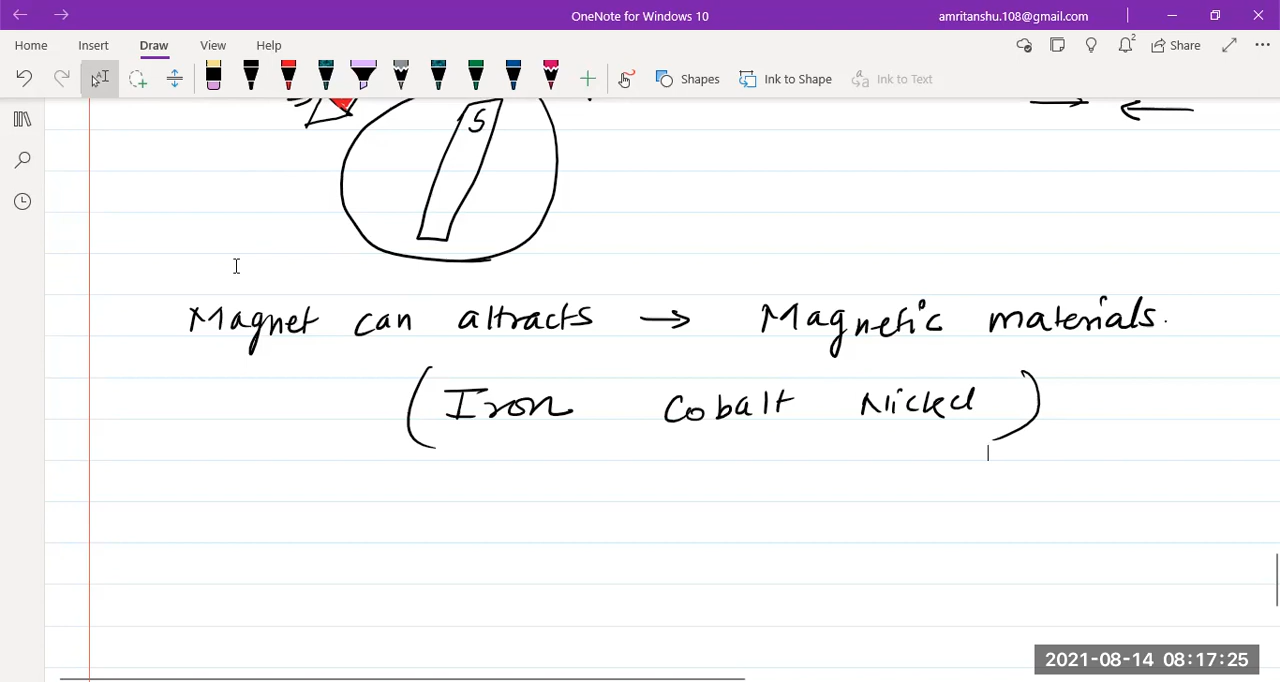 OneNote for Windows 10 amritanshu.108@gmail.com
Home Insert Draw View Help Share
Shapes Ink to Shape Ink to Text
S
Magnet can attracts → Magnetic materials.
(Iron Cobalt Nickel)
2021-08-14 08:17:25